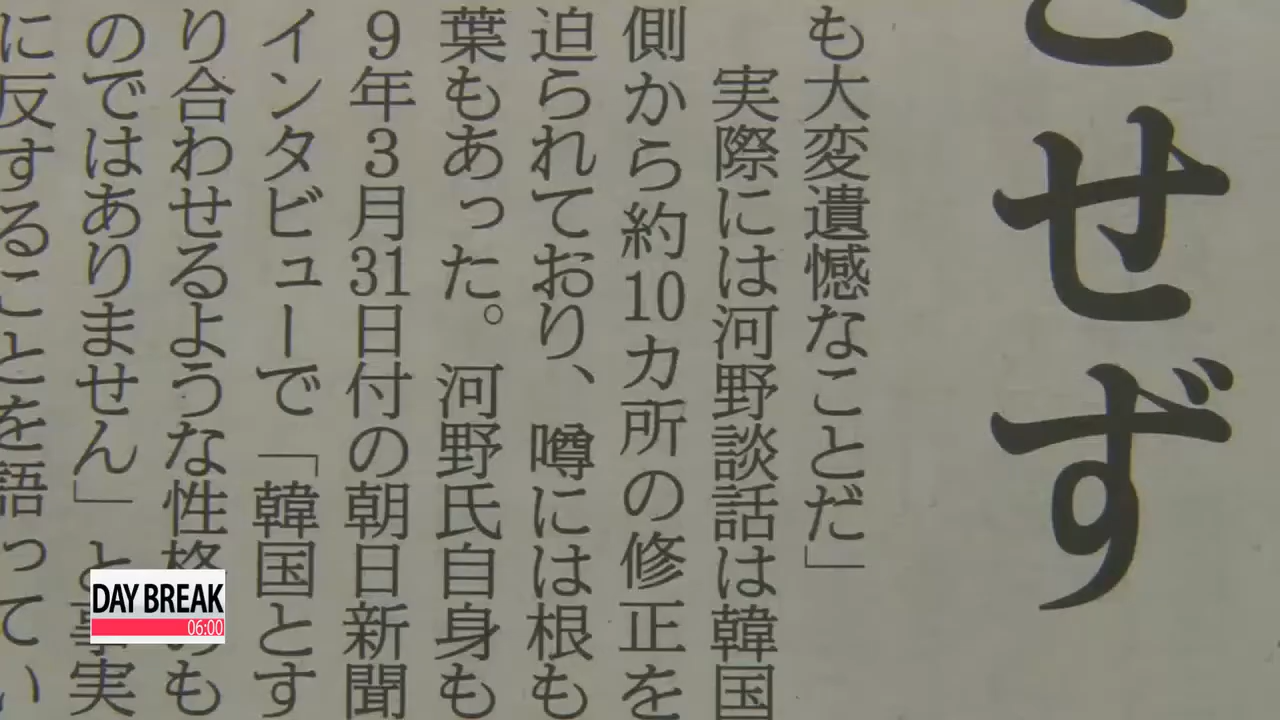 せず
も大変遺憾なことだ」
実際には河野談話は韓国
側から約10カ所の修正を
迫られており、噂には根も
葉もあった。河野氏自身も
9年3月31日付の朝日新聞
インタビューで「韓国とす
り合わせるような性格のも
のではありません」と事実
に反することを語ってい
DAY BREAK
06:00